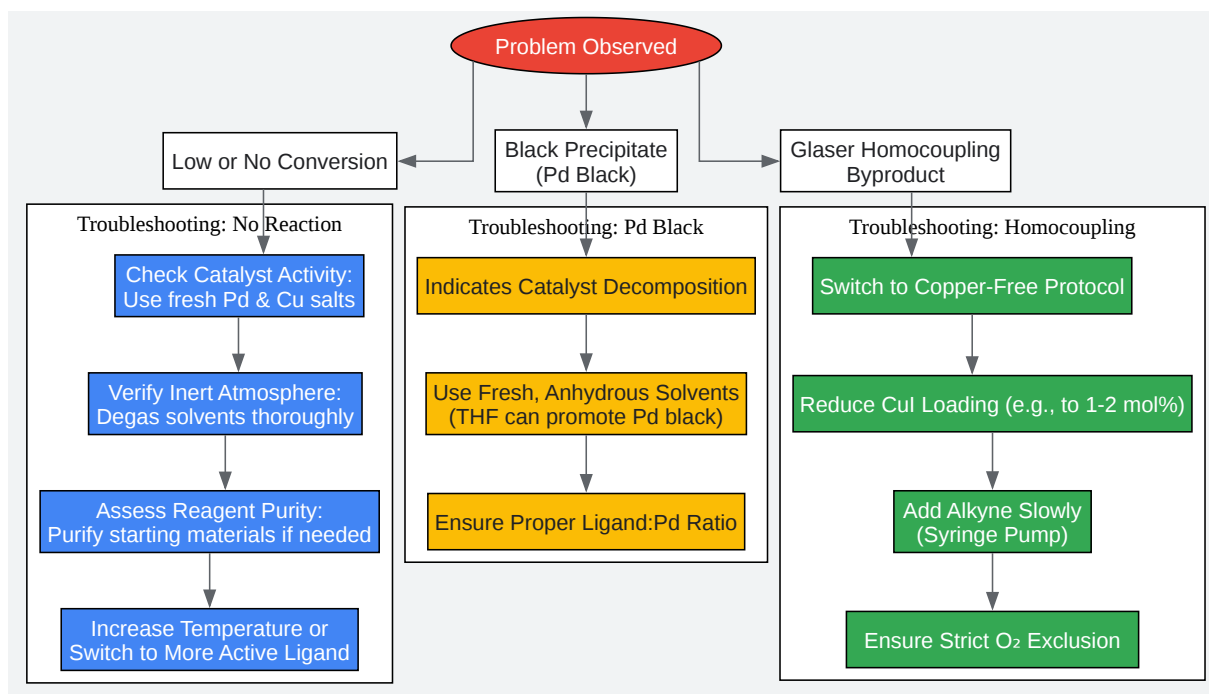 Problem Observed
Low or No Conversion
Black Precipitate
(Pd Black)
Glaser Homocoupling
Byproduct
Troubleshooting: No Reaction
Check Catalyst Activity:
Use fresh Pd & Cu salts
Verify Inert Atmosphere:
Degas solvents thoroughly
Assess Reagent Purity:
Purify starting materials if needed
Increase Temperature or
Switch to More Active Ligand
Troubleshooting: Pd Black
Indicates Catalyst Decomposition
Use Fresh, Anhydrous Solvents
(THF can promote Pd black)
Ensure Proper Ligand:Pd Ratio
Troubleshooting: Homocoupling
Switch to Copper-Free Protocol
Reduce CuI Loading (e.g., to 1-2 mol%)
Add Alkyne Slowly
(Syringe Pump)
Ensure Strict O₂ Exclusion